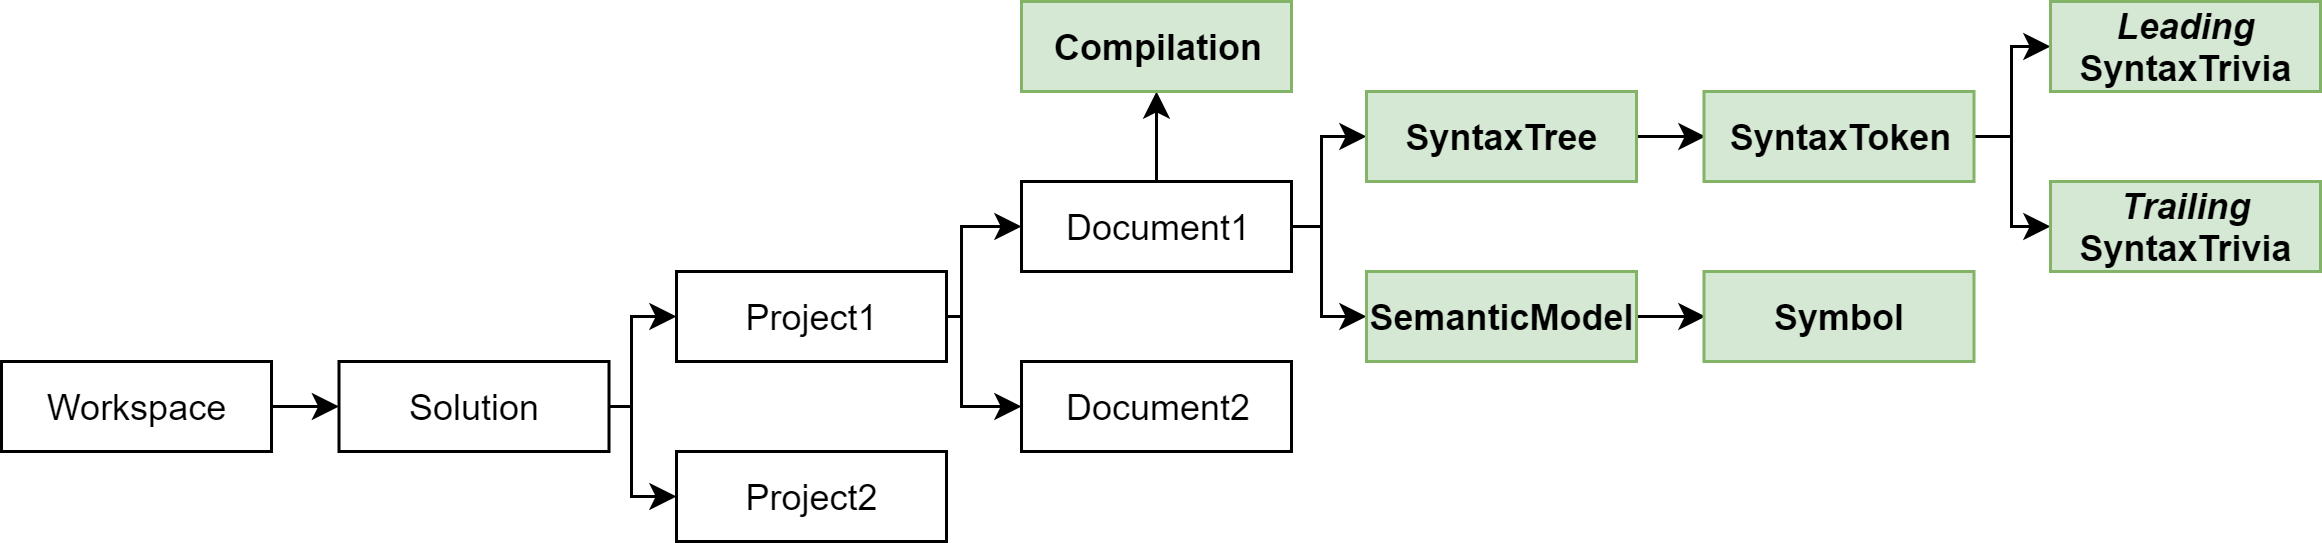 Compilation
Leading
SyntaxTrivia
SyntaxTree
SyntaxToken
Document1
Trailing
SyntaxTrivia
Project1
SemanticModel
Symbol
Workspace
Solution
Document2
Project2